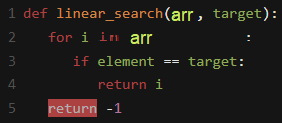 1 def linear_search(arr, target):
2 for i in arr :
3 if element == target:
4 return i
5 return -1